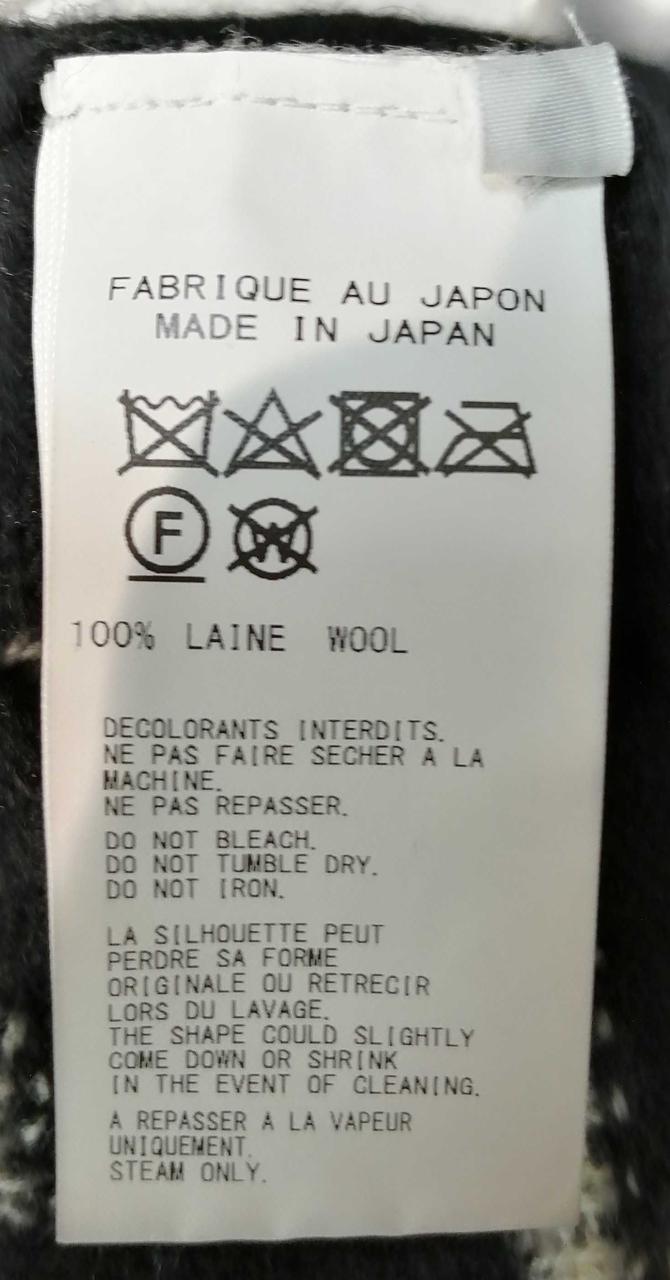 FABRIQUE AU JAPON
MADE IN JAPAN
F W
100% LAINE WOOL
DECOLORANTS INTERDITS.
NE PAS FAIRE SECHER A LA
MACHINE.
NE PAS REPASSER.
DO NOT BLEACH.
DO NOT TUMBLE DRY.
DO NOT IRON.
LA SILHOUETTE PEUT
PERDRE SA FORME
ORIGINALE OU RETRECIR
LORS DU LAVAGE.
THE SHAPE COULD SLIGHTLY
COME DOWN OR SHRINK
IN THE EVENT OF CLEANING.
A REPASSER A LA VAPEUR
UNIQUEMENT.
STEAM ONLY.